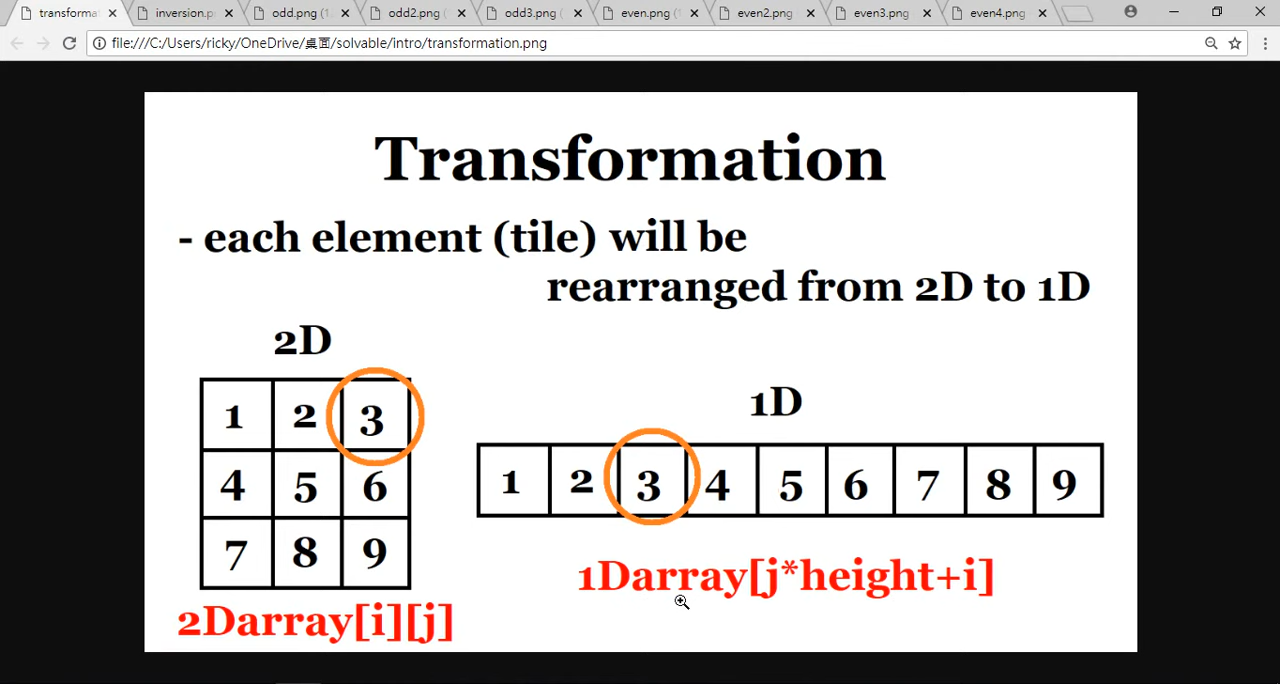 transformat
inversion.p
odd.png (1
odd2.png
odd3.png (
even.png (1
even2.png
even3.png
even4.png
file:///C:/Users/ricky/OneDrive/桌面/solvable/intro/transformation.png
Transformation
- each element (tile) will be
rearranged from 2D to 1D
2D
1D
1 2 3
4 5 6
7 8 9
1 2 3 4 5 6 7 8 9
2Darray[i][j]
1Darray[j*height+i]